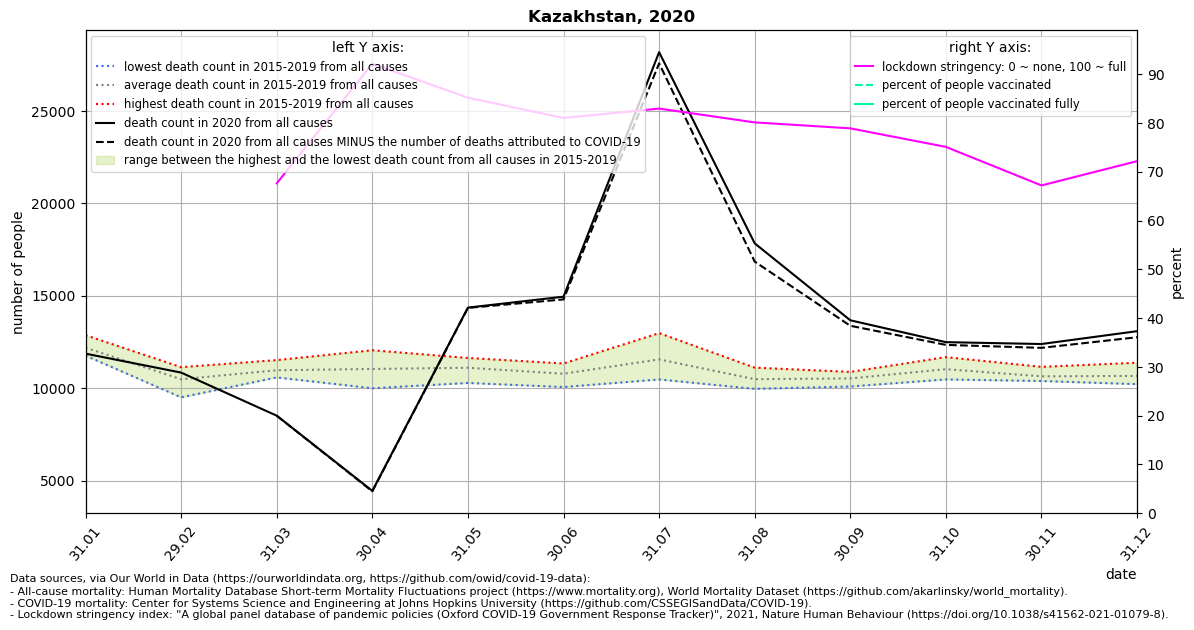 Kazakhstan, 2020
left Y axis:
lowest death count in 2015-2019 from all causes
average death count in 2015-2019 from all causes
highest death count in 2015-2019 from all causes
death count in 2020 from all causes
death count in 2020 from all causes MINUS the number of deaths attributed to COVID-19
range between the highest and the lowest death count from all causes in 2015-2019
right Y axis:
lockdown stringency: 0 ~ none, 100 ~ full
percent of people vaccinated
percent of people vaccinated fully
number of people
25000
20000
15000
10000
5000
percent
90
80
70
60
50
40
30
20
10
0
31.01
29.02
31.03
30.04
31.05
30.06
31.07
31.08
30.09
31.10
30.11
31.12
date
Data sources, via Our World in Data (https://ourworldindata.org, https://github.com/owid/covid-19-data):
- All-cause mortality: Human Mortality Database Short-term Mortality Fluctuations project (https://www.mortality.org), World Mortality Dataset (https://github.com/akarlinsky/world_mortality).
- COVID-19 mortality: Center for Systems Science and Engineering at Johns Hopkins University (https://github.com/CSSEGISandData/COVID-19).
- Lockdown stringency index: "A global panel database of pandemic policies (Oxford COVID-19 Government Response Tracker)", 2021, Nature Human Behaviour (https://doi.org/10.1038/s41562-021-01079-8).